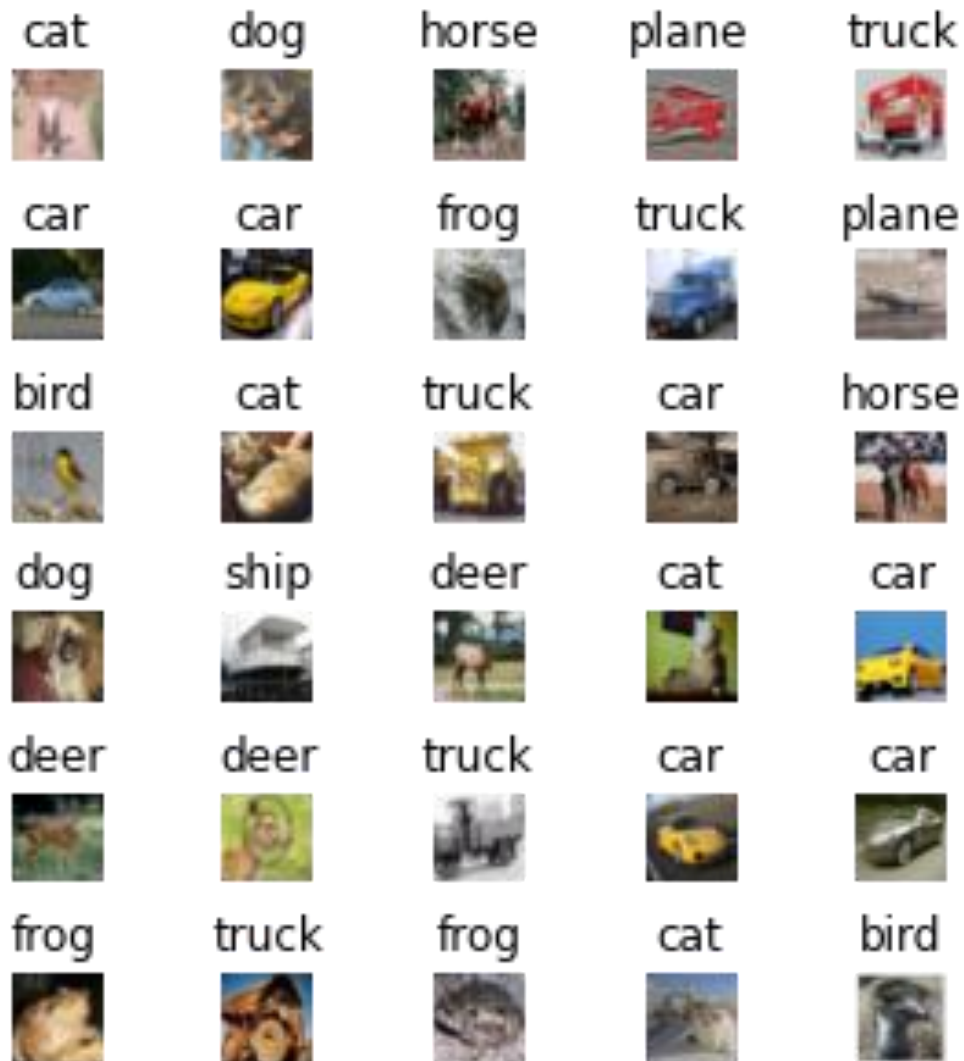 cat dog horse plane truck
car car frog truck plane
bird cat truck car horse
dog ship deer cat car
deer deer truck car car
frog truck frog cat bird